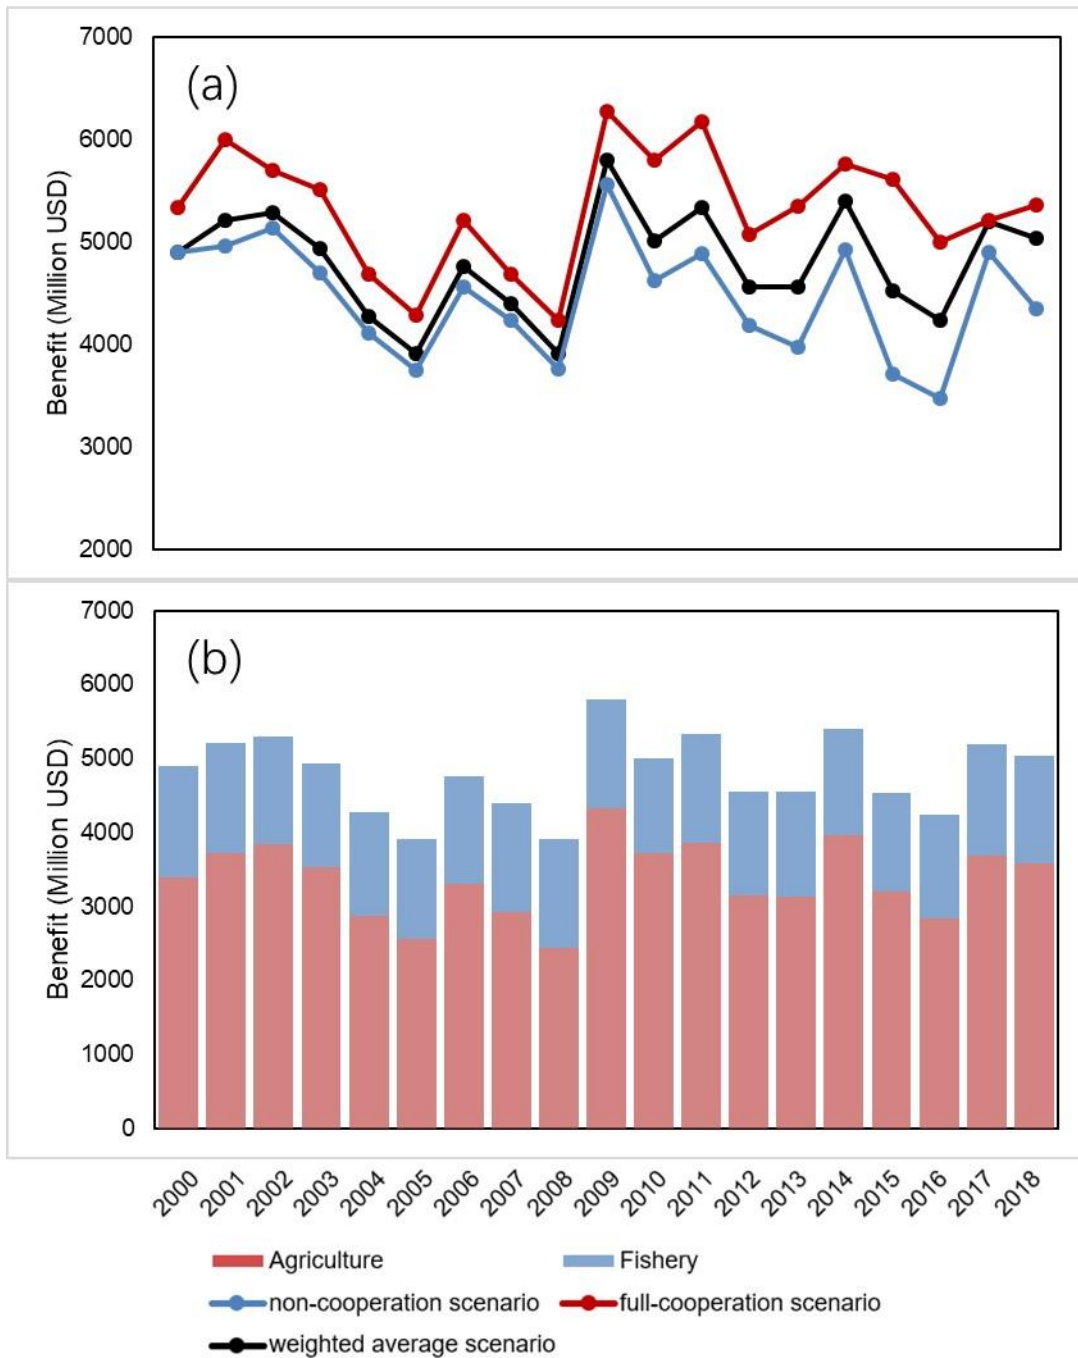 7000
(a)
6000
5000
4000
3000
2000
Benefit (Million USD)
7000
(b)
6000
5000
4000
3000
2000
1000
0
Benefit (Million USD)
2000 2001 2002 2003 2004 2005 2006 2007 2008 2009 2010 2011 2012 2013 2014 2015 2016 2017 2018
Agriculture Fishery
non-cooperation scenario full-cooperation scenario
weighted average scenario